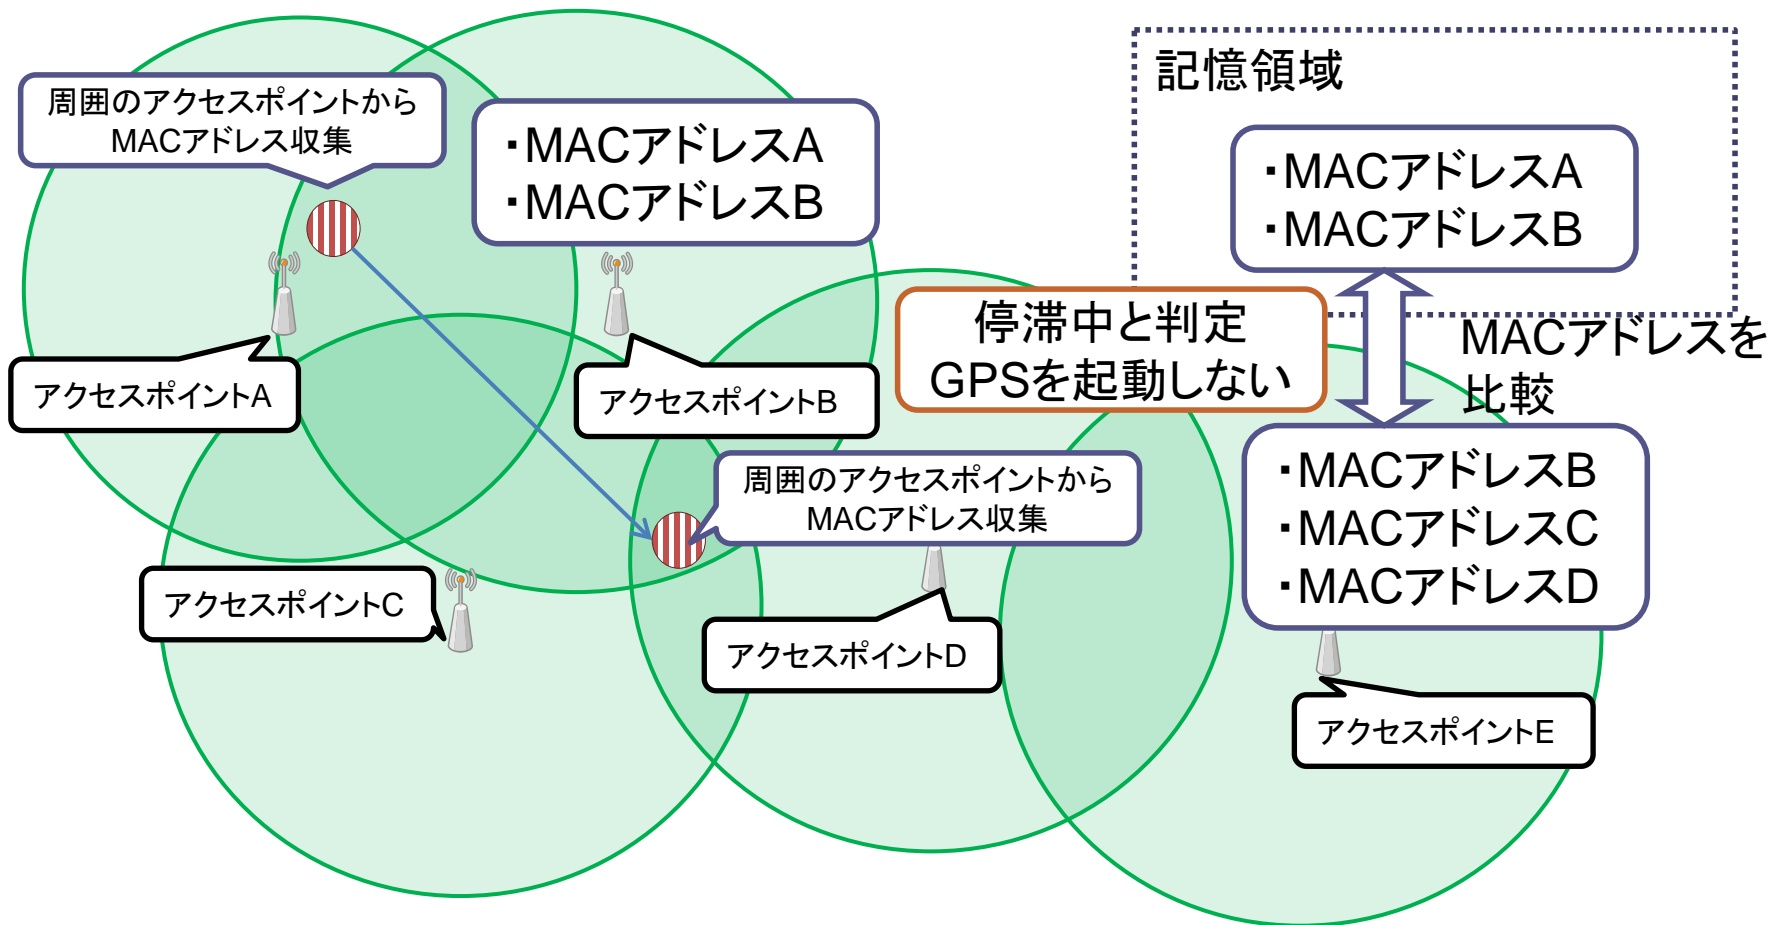 周囲のアクセスポイントから
MACアドレス収集
・MACアドレスA
・MACアドレスB
記憶領域
・MACアドレスA
・MACアドレスB
停滞中と判定
GPSを起動しない
MACアドレスを
比較
アクセスポイントA
アクセスポイントB
周囲のアクセスポイントから
MACアドレス収集
・MACアドレスB
・MACアドレスC
・MACアドレスD
アクセスポイントC
アクセスポイントD
アクセスポイントE